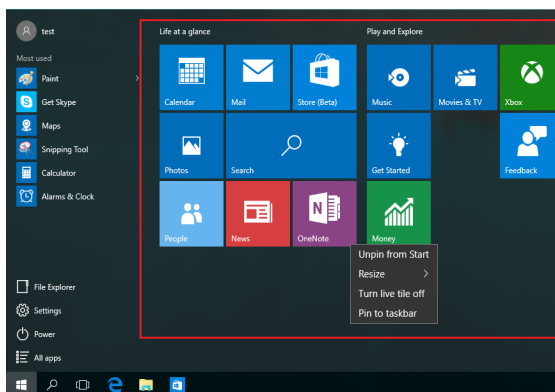 test
Most used
Paint
Get Skype
Maps
Snipping Tool
Calculator
Alarms & Clock
File Explorer
Settings
Power
All apps
Life at a glance
Calendar
Mail
Store (Beta)
Photos
Search
People
News
OneNote
Play and Explore
Music
Movies & TV
Xbox
Get Started
Feedback
Money
Unpin from Start
Resize
Turn live tile off
Pin to taskbar